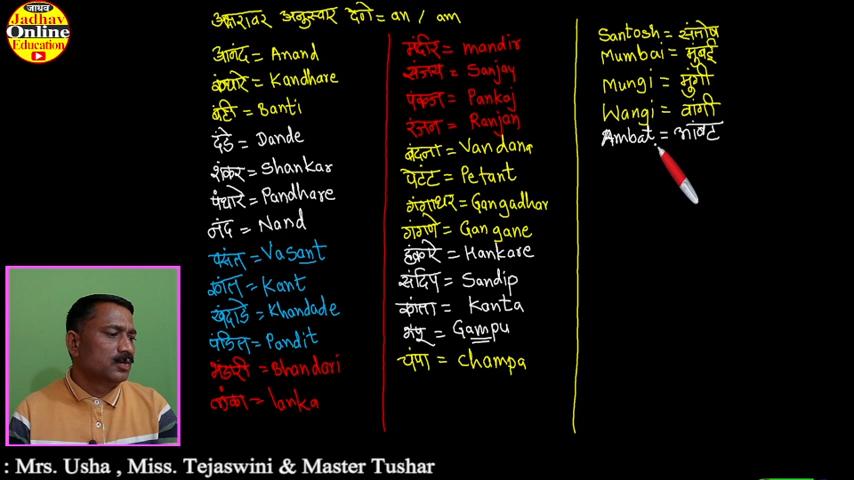 जाधव
Jadhav
Online
Education
अक्षरावर अनुस्वार देणे = an / am
आनंद = Anand
कंधारे = Kandhare
बंटी = Banti
दंडे = Dande
शंकर = Shankar
पंधारे = Pandhare
नंद = Nand
वसंत = Vasant
कांत = Kant
खंदाडे = Khandade
पंडित = Pandit
भंडारी = Bhandari
लंका = lanka
मंदीर = mandir
संजय = Sanjay
पंकज = Pankaj
रंजन = Ranjan
वंदना = Vandana
पेटंट = Petant
गंगाधर = Gangadhar
गंगणे = Gangane
हंकारे = Hankare
संदिप = Sandip
कांता = Kanta
गंपू = Gampu
चंपा = champa
Santosh = संतोष
Mumbai = मुंबई
Mungi = मुंगी
Wangi = वांगी
Ambat = आंबट
: Mrs. Usha , Miss. Tejaswini & Master Tushar